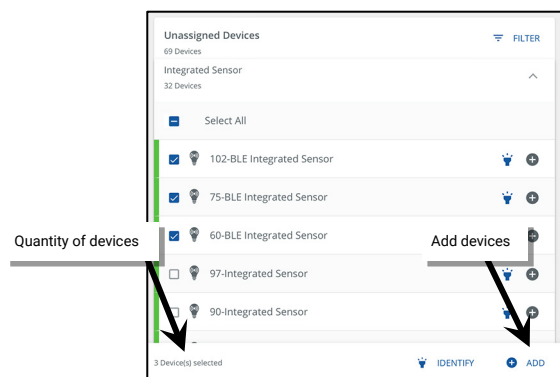 Unassigned Devices
FILTER
69 Devices
Integrated Sensor
32 Devices
Select All
102-BLE Integrated Sensor
75-BLE Integrated Sensor
60-BLE Integrated Sensor
Quantity of devices
Add devices
97-Integrated Sensor
90-Integrated Sensor
3 Device(s) selected
IDENTIFY
ADD